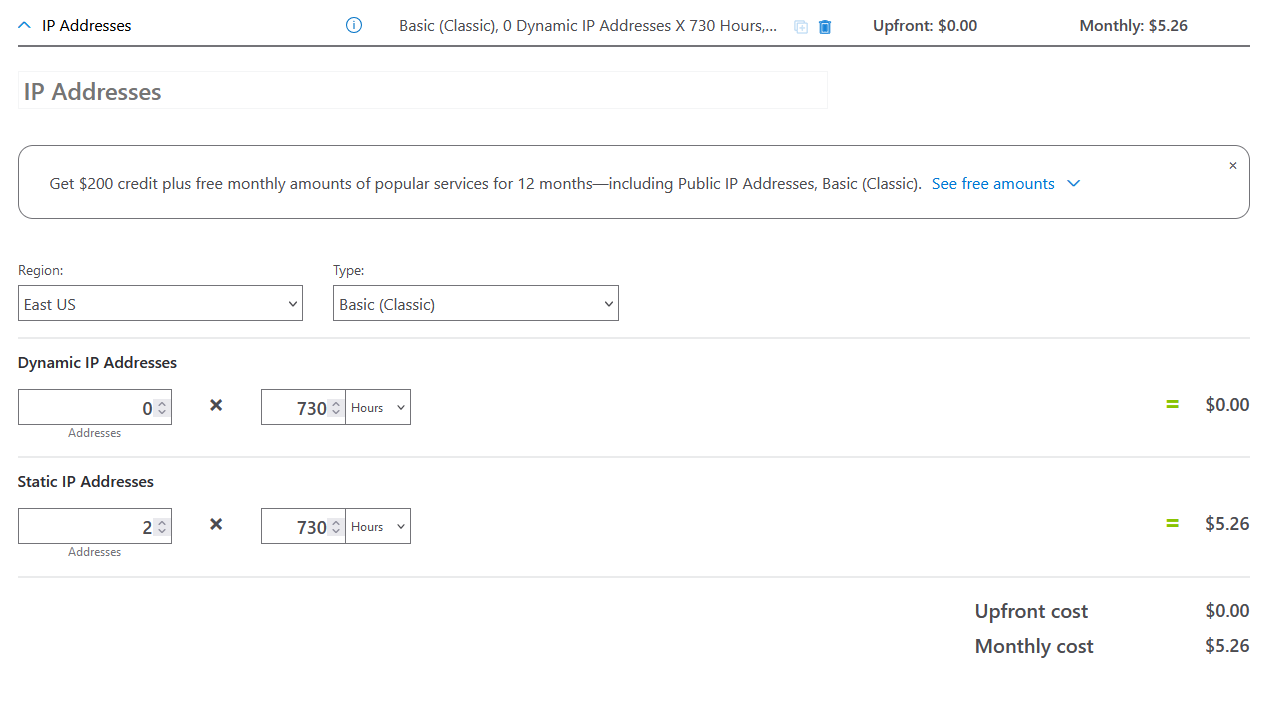 IP Addresses Basic (Classic), 0 Dynamic IP Addresses X 730 Hours,... Upfront: $0.00 Monthly: $5.26
IP Addresses
Get $200 credit plus free monthly amounts of popular services for 12 months—including Public IP Addresses, Basic (Classic). See free amounts
Region: Type:
East US Basic (Classic)
Dynamic IP Addresses
0 × 730 Hours = $0.00
Addresses
Static IP Addresses
2 × 730 Hours = $5.26
Addresses
Upfront cost $0.00
Monthly cost $5.26